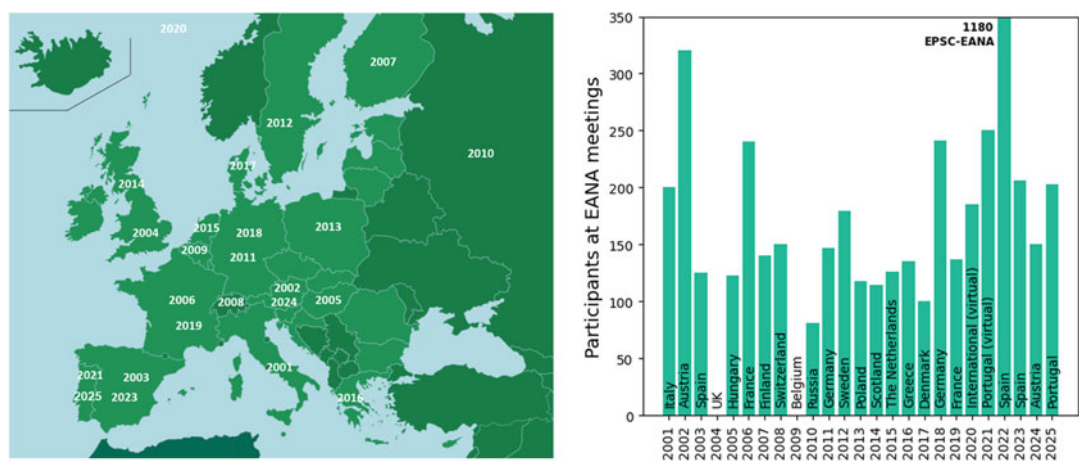 2020
2007
2012
2010
2017
2014
2015
2018
2013
2004
2009
2011
2002
2006
2008
2024
2005
2019
2001
2021
2003
2025
2023
2016
Participants at EANA meetings
350
300
250
200
150
100
50
0
1180
EPSC-EANA
Italy
Austria
Spain
UK
Hungary
France
Finland
Switzerland
Belgium
Russia
Germany
Sweden
Poland
Scotland
The Netherlands
Greece
Denmark
Germany
France
International (virtual)
Portugal (virtual)
Spain
Spain
Austria
Portugal
2001
2002
2003
2004
2005
2006
2007
2008
2009
2010
2011
2012
2013
2014
2015
2016
2017
2018
2019
2020
2021
2022
2023
2024
2025